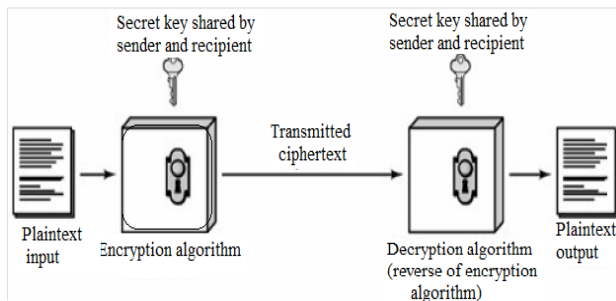 Secret key shared by
sender and recipient
Secret key shared by
sender and recipient
Transmitted
ciphertext
Plaintext
input
Encryption algorithm
Decryption algorithm
(reverse of encryption
algorithm)
Plaintext
output